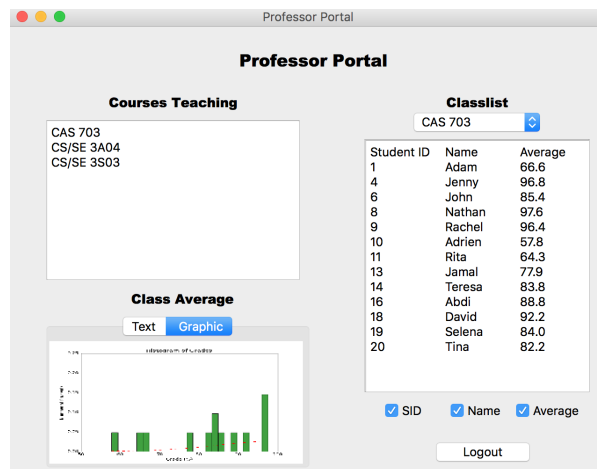 Professor Portal
Professor Portal
Courses Teaching
CAS 703
CS/SE 3A04
CS/SE 3S03
Class Average
Text Graphic
Histogram of Grades
Classlist
CAS 703
Student ID Name Average
1 Adam 66.6
4 Jenny 96.8
6 John 85.4
8 Nathan 97.6
9 Rachel 96.4
10 Adrien 57.8
11 Rita 64.3
13 Jamal 77.9
14 Teresa 83.8
16 Abdi 88.8
18 David 92.2
19 Selena 84.0
20 Tina 82.2
SID Name Average
Logout